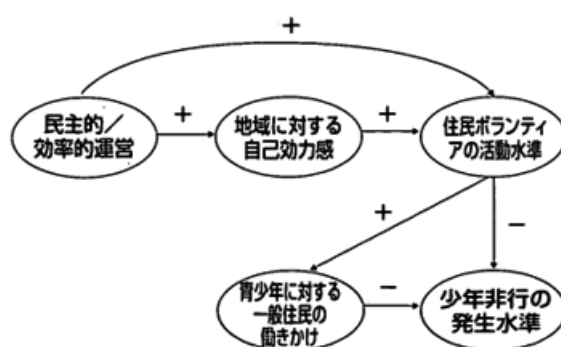 +
民主的／
効率的運営
+
地域に対する
自己効力感
+
住民ボランティ
アの活動水準
+
−
青少年に対する
一般住民の
働きかけ
−
少年非行の
発生水準